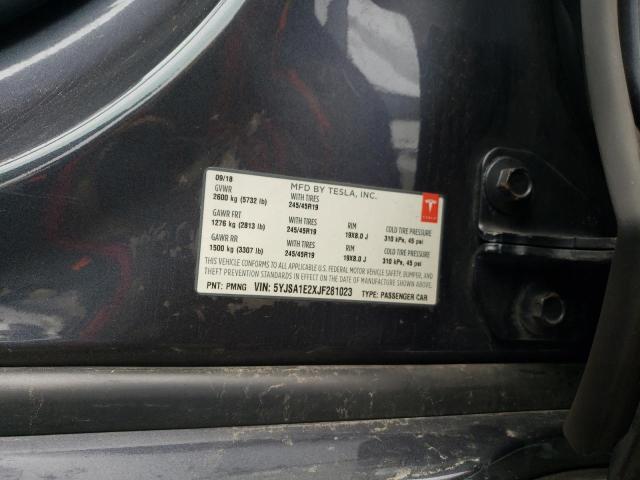 09/18 MFD BY TESLA, INC.
GVWR WITH TIRES
2600 kg (5732 lb) 245/45R19
GAWR FRT WITH TIRES RIM COLD TIRE PRESSURE
1276 kg (2813 lb) 245/45R19 19X8.0 J 310 kPa, 45 psi
GAWR RR WITH TIRES RIM COLD TIRE PRESSURE
1500 kg (3307 lb) 245/45R19 19X8.0 J 310 kPa, 45 psi
THIS VEHICLE CONFORMS TO ALL APPLICABLE U.S. FEDERAL MOTOR VEHICLE SAFETY, BUMPER, AND
THEFT PREVENTION STANDARDS IN EFFECT ON THE DATE OF MANUFACTURE SHOWN ABOVE.
PNT: PMNG VIN: 5YJSA1E2XJF281023 TYPE: PASSENGER CAR
TESLA